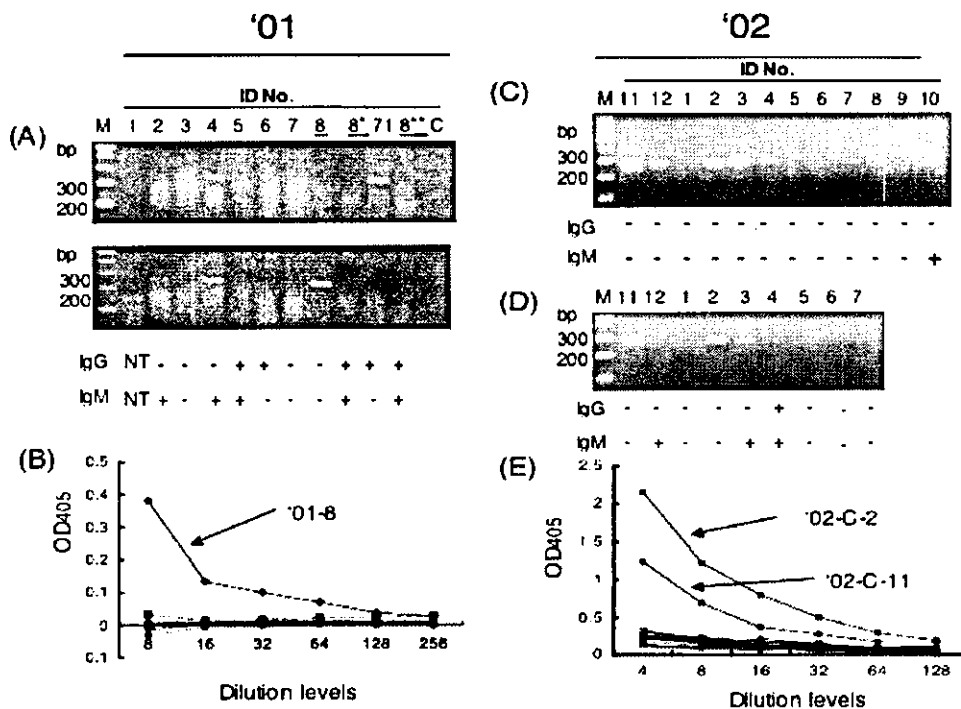 '01
ID No.
(A)
M 1 2 3 4 5 6 7 8 8* 71 8** C
bp
300
200
bp
300
200
IgG NT - - - + + - - + + +
IgM NT + - + + - - - + - +
(B)
0.5
0.4
0.3
0.2
0.1
0
0.1
OD405
'01-8
8 16 32 64 128 256
Dilution levels
'02
ID No.
(C)
M 11 12 1 2 3 4 5 6 7 8 9 10
bp
300
200
IgG - - - - - - - - - - - -
IgM - - - - - - - - - - - +
(D)
M 11 12 1 2 3 4 5 6 7
bp
300
200
IgG - - - - - + - - -
IgM - + - - + + - - -
(E)
2.5
2
1.5
1
0.5
0
OD405
'02-C-2
'02-C-11
4 8 16 32 64 128
Dilution levels